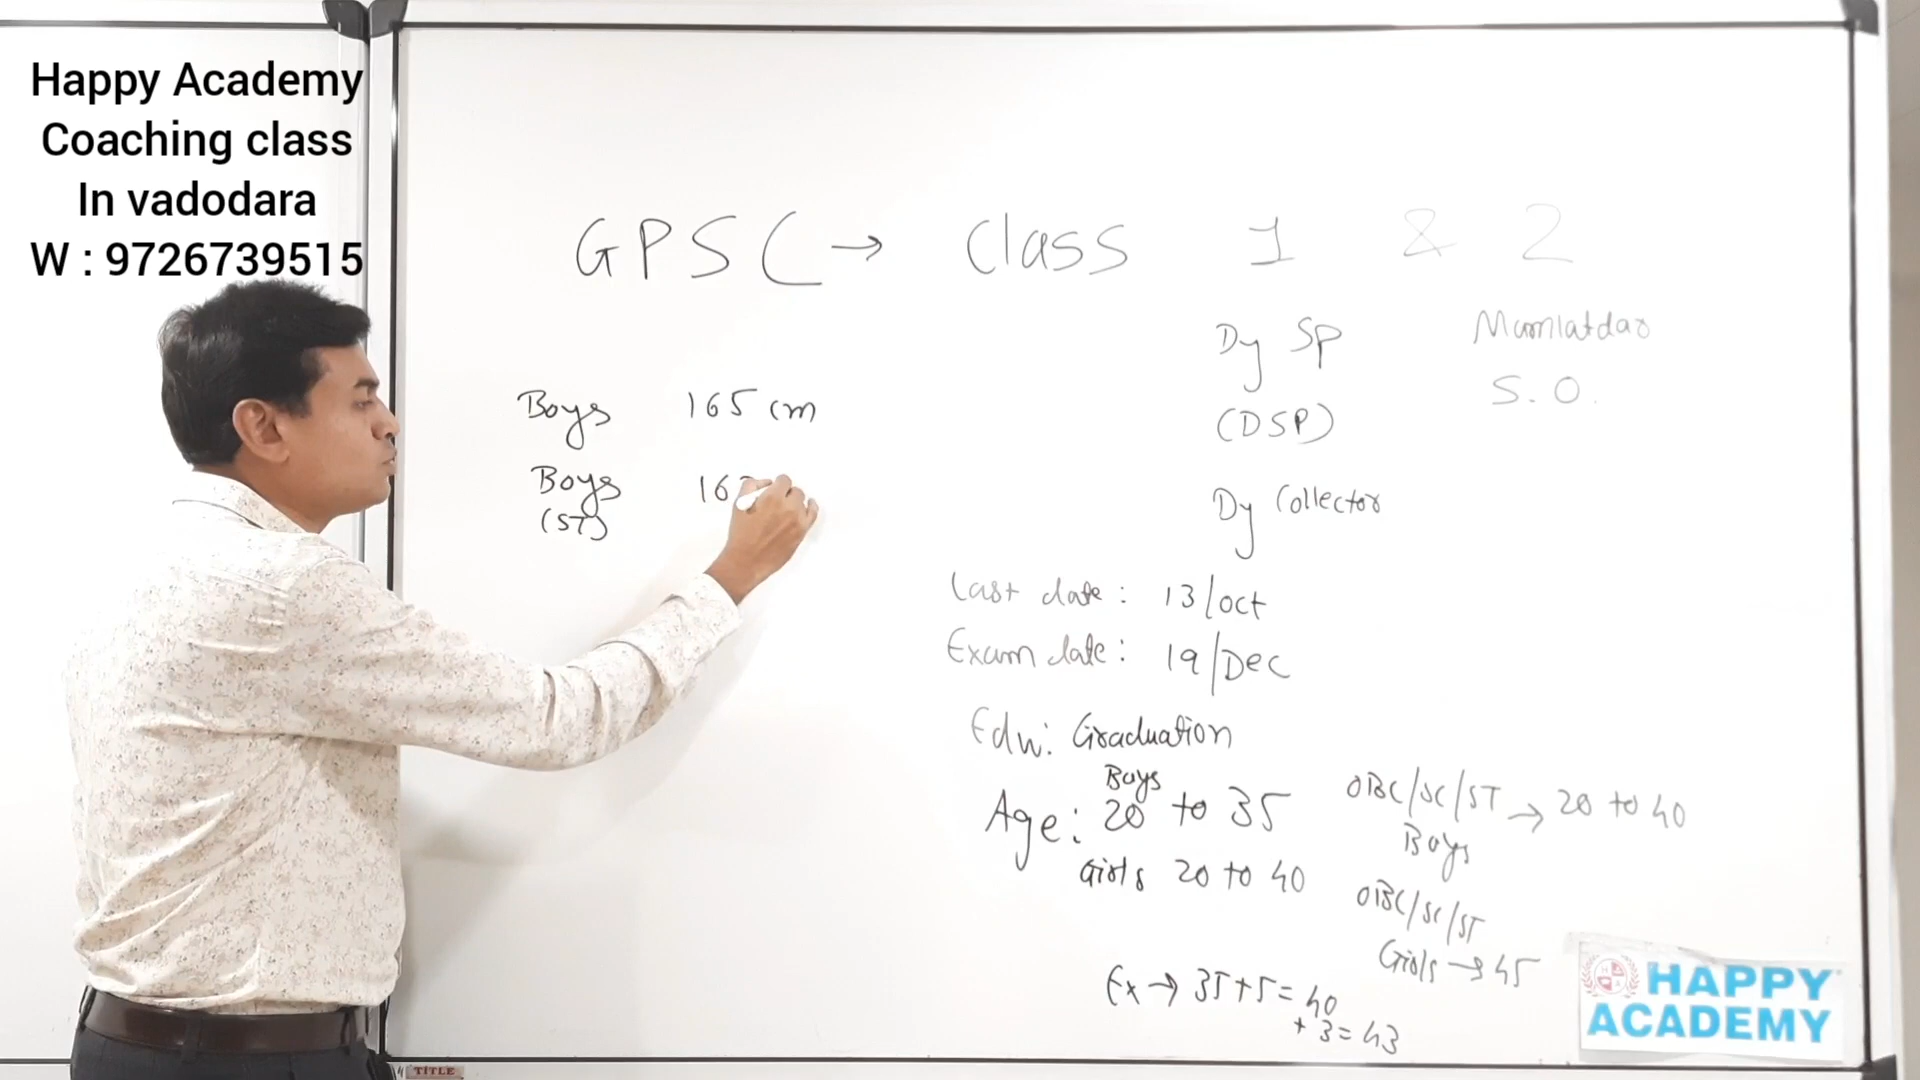 Happy Academy
Coaching class
In vadodara
W : 9726739515
GPSC → Class 1 & 2
Dy SP
(DSP)
Dy Collector
Mamlatdar
S.O.
Boys 165 cm
Boys 16
(ST)
Last date: 13/oct
Exam date: 19/Dec
Edu: Graduation
Age: Boys 20 to 35
Girls 20 to 40
OBC/SC/ST → 20 to 40
Boys
OBC/SC/ST
Girls → 45
Ex → 35+5=40
+3=43
HAPPY
ACADEMY
TITLE